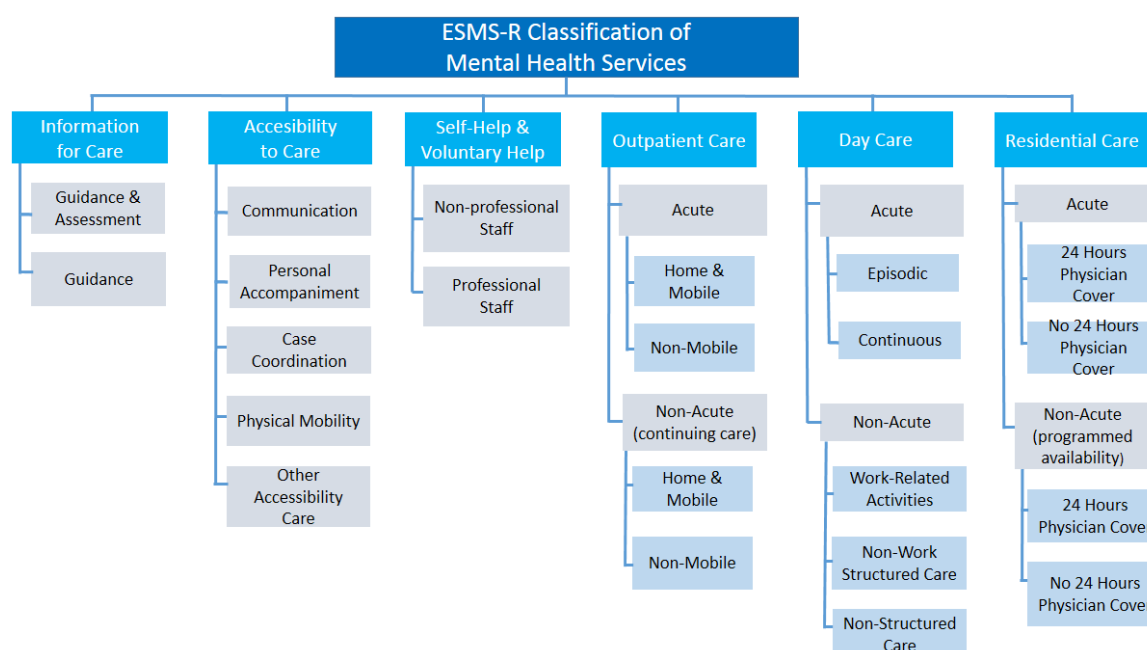 ESMS-R Classification of
Mental Health Services
Information
for Care
Guidance &
Assessment
Guidance
Accesibility
to Care
Communication
Personal
Accompaniment
Case
Coordination
Physical Mobility
Other
Accessibility
Care
Self-Help &
Voluntary Help
Non-professional
Staff
Professional
Staff
Outpatient Care
Acute
Home &
Mobile
Non-Mobile
Non-Acute
(continuing care)
Home &
Mobile
Non-Mobile
Day Care
Acute
Episodic
Continuous
Non-Acute
Work-Related
Activities
Non-Work
Structured Care
Non-Structured
Care
Residential Care
Acute
24 Hours
Physician
Cover
No 24 Hours
Physician
Cover
Non-Acute
(programmed
availability)
24 Hours
Physician Cove
No 24 Hours
Physician Cove